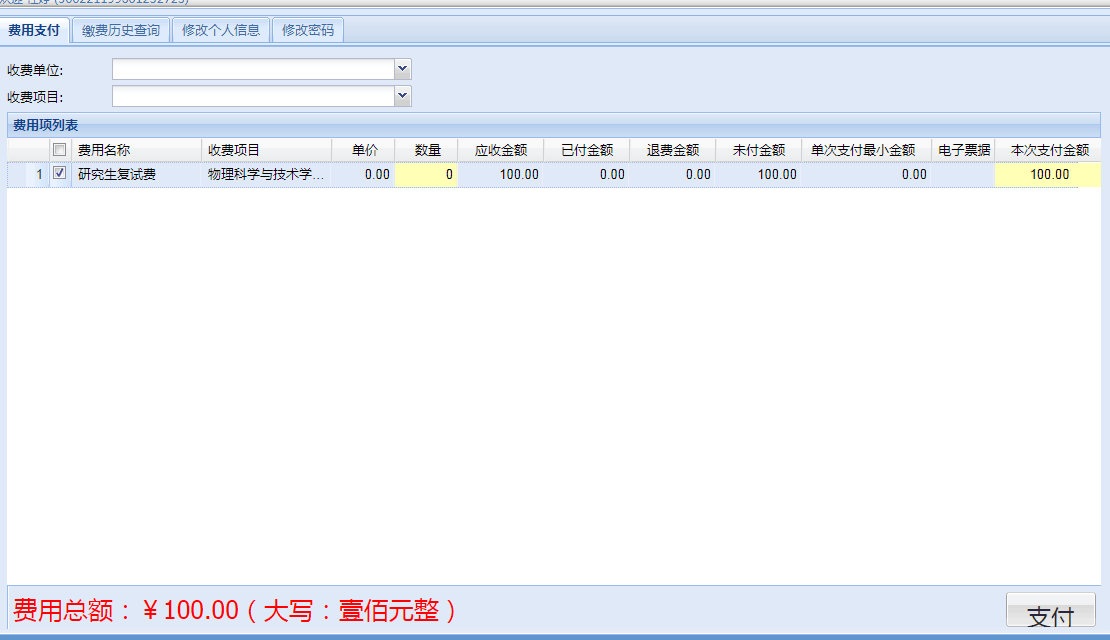 费用支付 缴费历史查询 修改个人信息 修改密码
收费单位:
收费项目:
费用项列表
费用名称 收费项目 单价 数量 应收金额 已付金额 退费金额 未付金额 单次支付最小金额 电子票据 本次支付金额
1 研究生复试费 物理科学与技术学... 0.00 0 100.00 0.00 0.00 100.00 0.00 100.00
费用总额：￥100.00（大写：壹佰元整）
支付